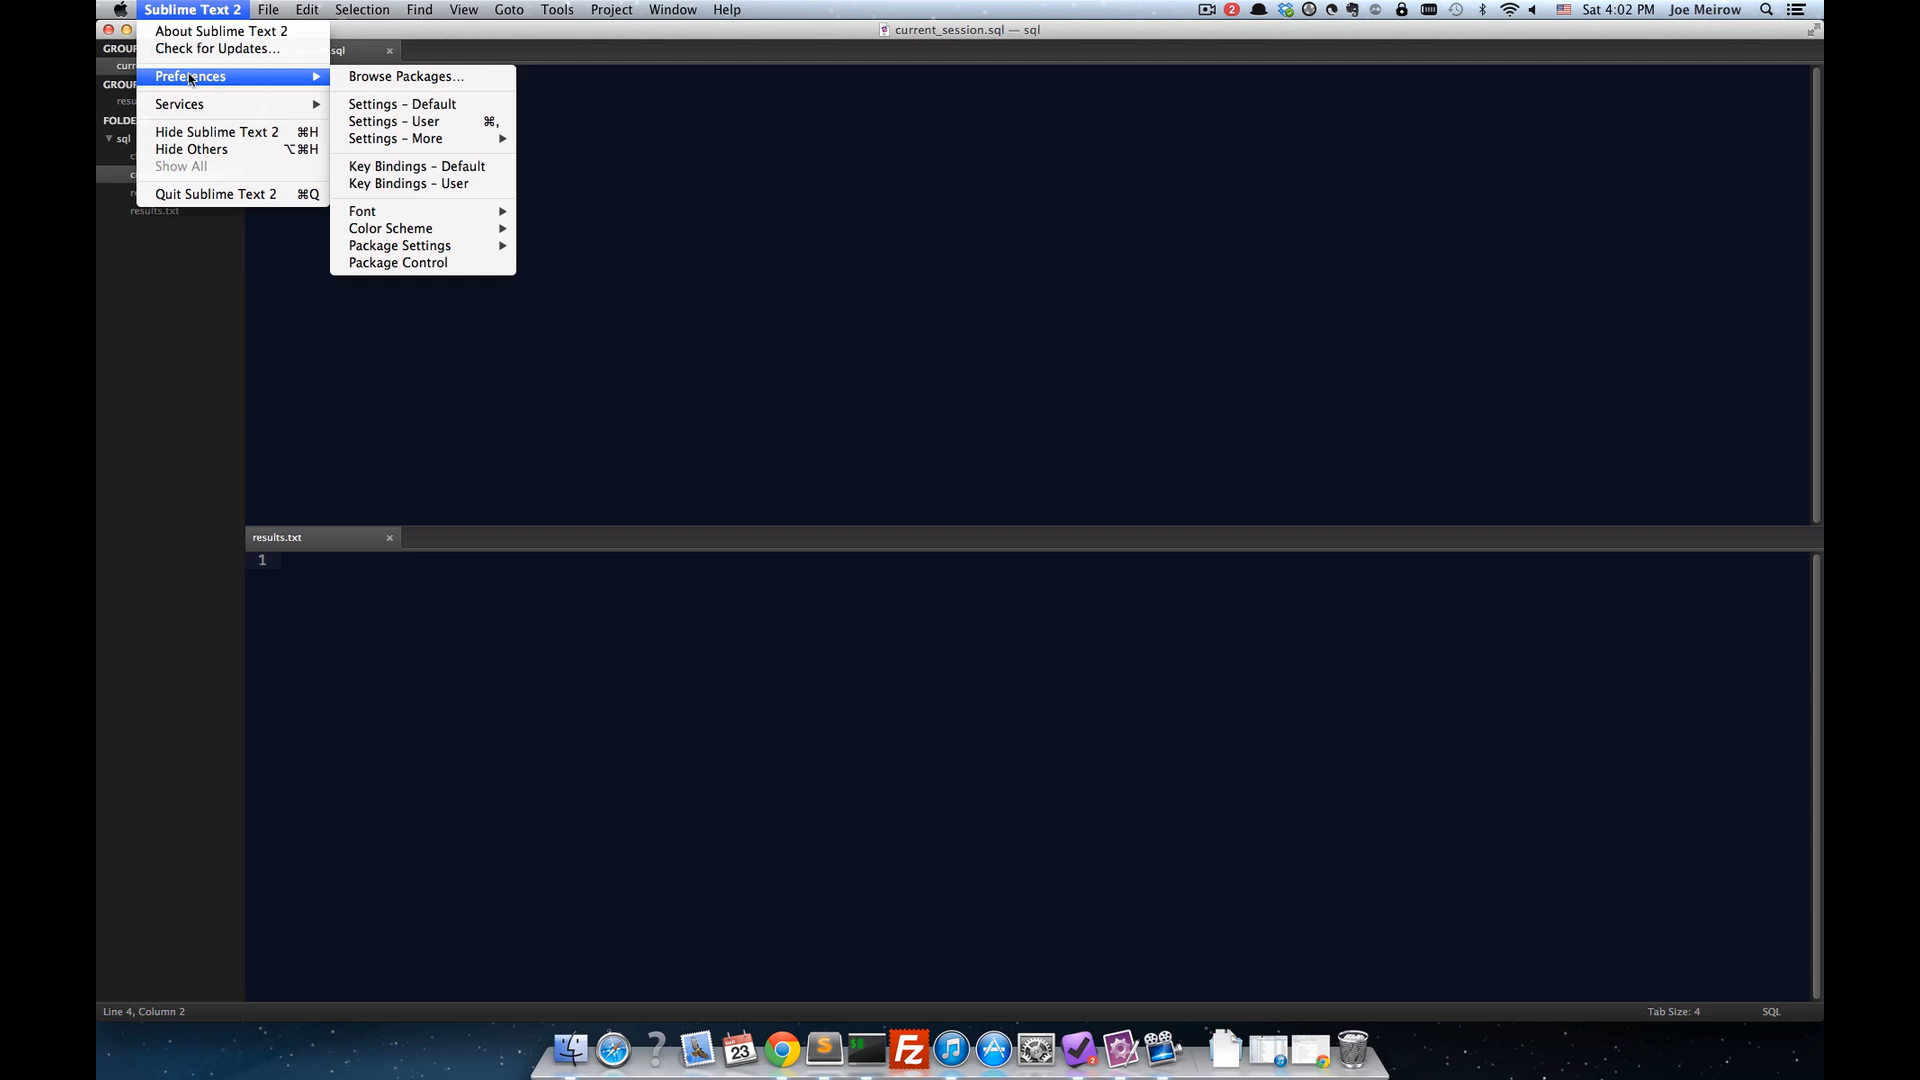 Sublime Text 2 File Edit Selection Find View Goto Tools Project Window Help 2 Sat 4:02 PM Joe Meirow
current_session.sql — sql
About Sublime Text 2
Check for Updates...
Preferences
Services
Hide Sublime Text 2 ⌘H
Hide Others ⌥⌘H
Show All
Quit Sublime Text 2 ⌘Q
Browse Packages...
Settings – Default
Settings – User ⌘,
Settings – More
Key Bindings – Default
Key Bindings – User
Font
Color Scheme
Package Settings
Package Control
sql
sql
results.txt
results.txt
1
Line 4, Column 2 Tab Size: 4 SQL
23
S
$
Fz
2